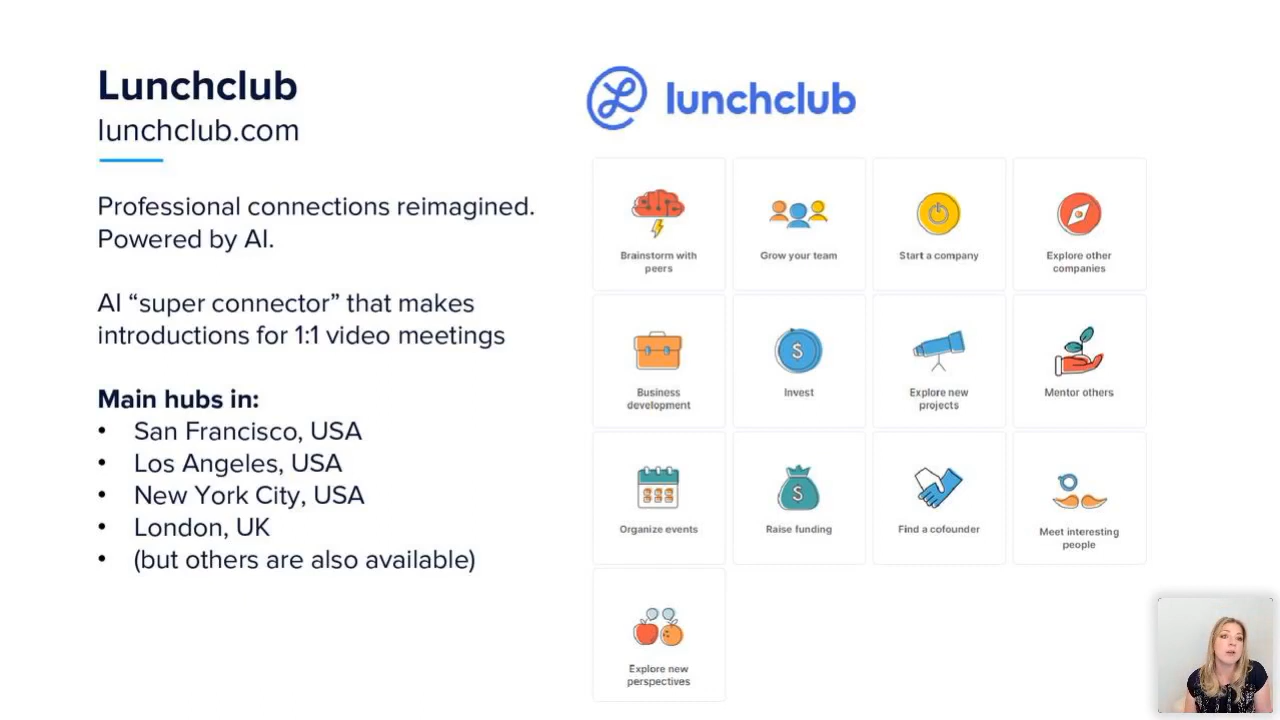 Lunchclub
lunchclub.com
Professional connections reimagined.
Powered by AI.
AI “super connector” that makes
introductions for 1:1 video meetings
Main hubs in:
• San Francisco, USA
• Los Angeles, USA
• New York City, USA
• London, UK
• (but others are also available)
lunchclub
Brainstorm with
peers
Grow your team
Start a company
Explore other
companies
Business
development
Invest
Explore new
projects
Mentor others
Organize events
Raise funding
Find a cofounder
Meet interesting
people
Explore new
perspectives